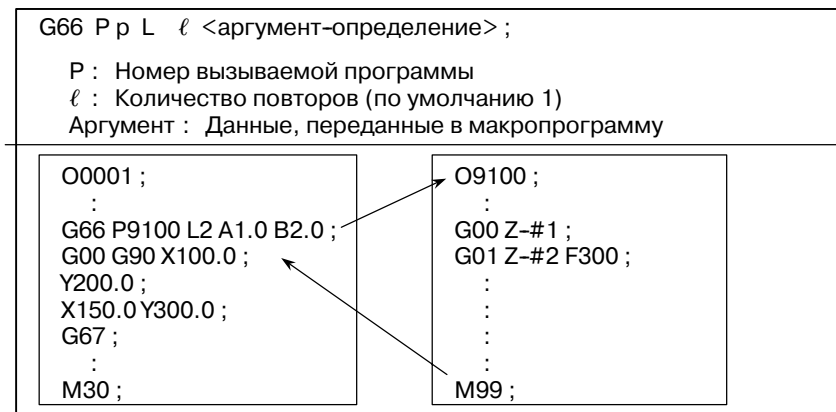 G66 P p L ℓ <аргумент-определение> ;
P : Номер вызываемой программы
ℓ : Количество повторов (по умолчанию 1)
Аргумент : Данные, переданные в макропрограмму
O0001 ;
:
G66 P9100 L2 A1.0 B2.0 ;
G00 G90 X100.0 ;
Y200.0 ;
X150.0 Y300.0 ;
G67 ;
:
M30 ;
O9100 ;
:
G00 Z-#1 ;
G01 Z-#2 F300 ;
:
:
:
:
M99 ;